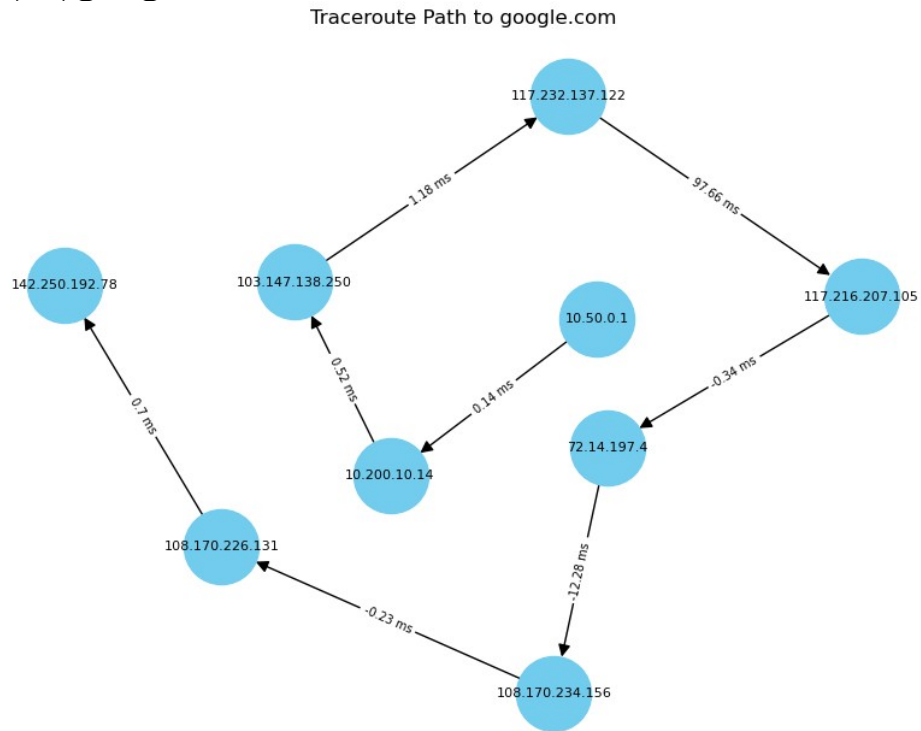 Traceroute Path to google.com
117.232.137.122
1.18 ms
97.66 ms
142.250.192.78
103.147.138.250
117.216.207.105
10.50.0.1
0.52 ms
0.14 ms
-0.34 ms
0.7 ms
10.200.10.14
72.14.197.4
108.170.226.131
-12.28 ms
-0.23 ms
108.170.234.156